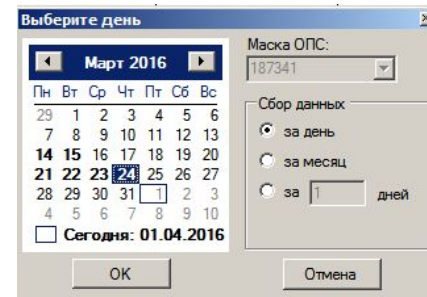 Выберите день
Март 2016
Пн Вт Ср Чт Пт Сб Вс
29 1 2 3 4 5 6
7 8 9 10 11 12 13
14 15 16 17 18 19 20
21 22 23 24 25 26 27
28 29 30 31 1 2 3
4 5 6 7 8 9 10
Сегодня: 01.04.2016
Маска ОПС:
187341
Сбор данных
за день
за месяц
за 1 дней
OK
Отмена